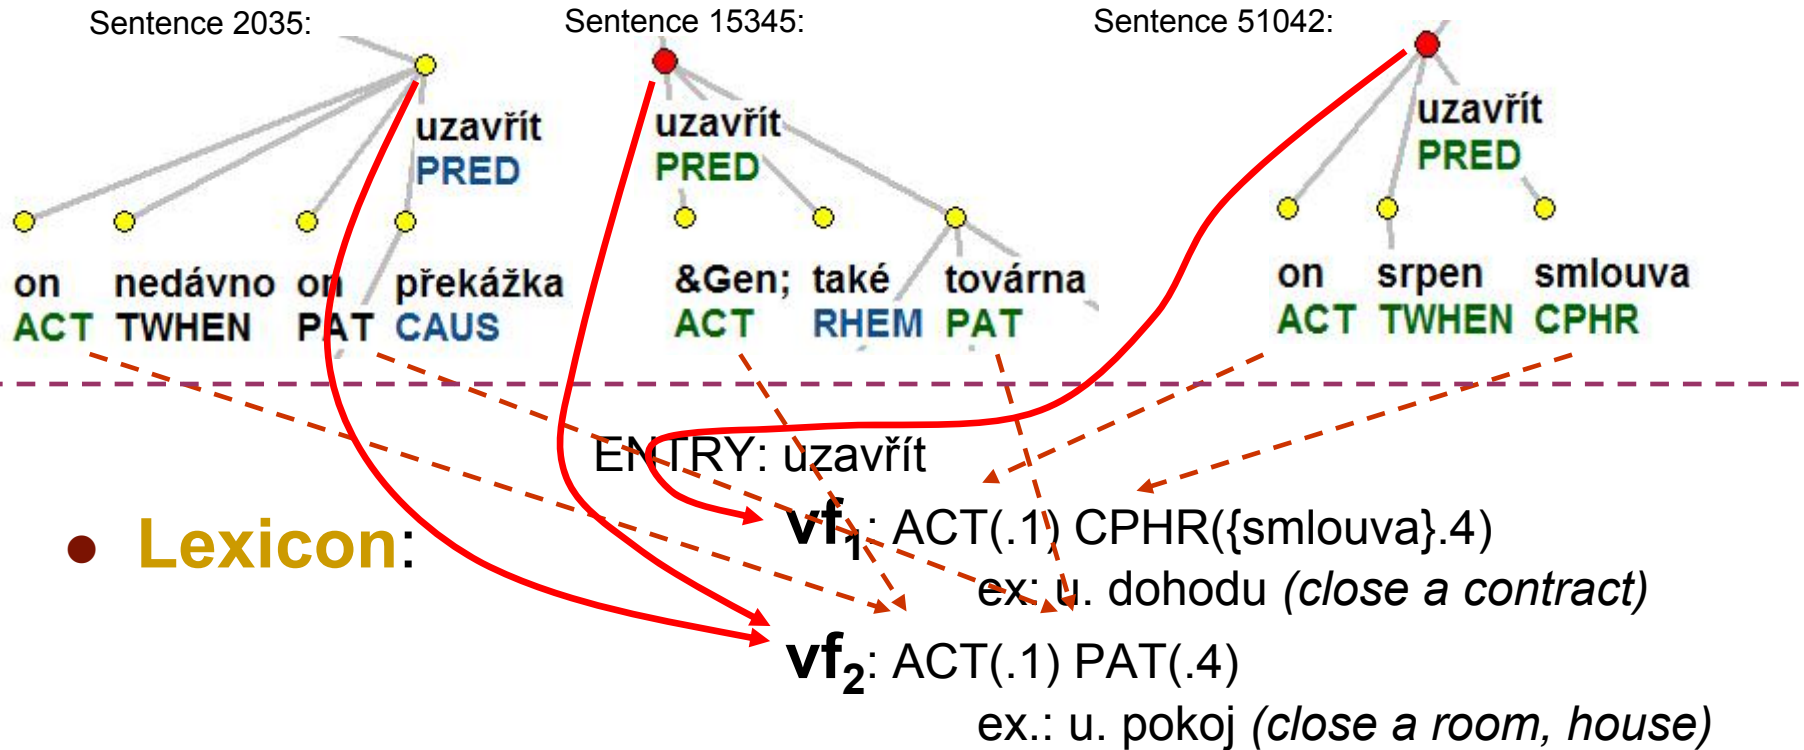 Sentence 2035:
Sentence 15345:
Sentence 51042:
uzavřít
PRED
on nedávno on překážka
ACT TWHEN PAT CAUS
uzavřít
PRED
&Gen; také továrna
ACT RHEM PAT
uzavřít
PRED
on srpen smlouva
ACT TWHEN CPHR
ENTRY: uzavřít
• Lexicon:
vf1: ACT(.1) CPHR({smlouva}.4)
ex: u. dohodu (close a contract)
vf2: ACT(.1) PAT(.4)
ex.: u. pokoj (close a room, house)